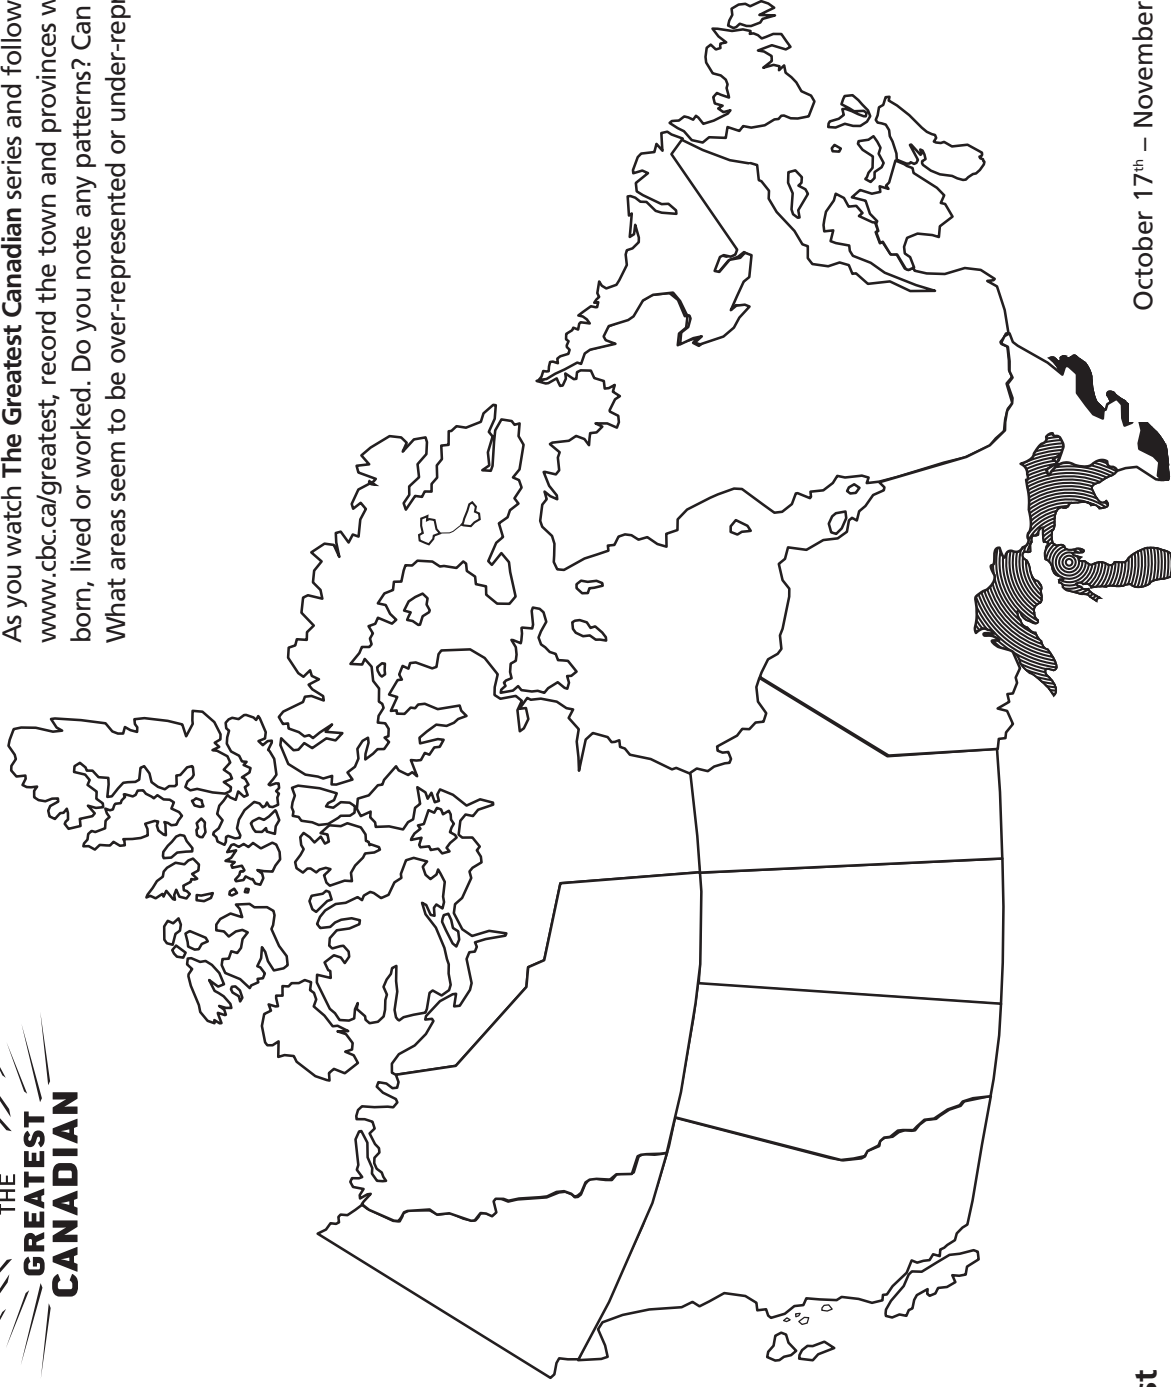 THE
GREATEST
CANADIAN
As you watch The Greatest Canadian series and follow
www.cbc.ca/greatest, record the town and provinces w
born, lived or worked. Do you note any patterns? Can
What areas seem to be over-represented or under-repr
October 17th – November
st